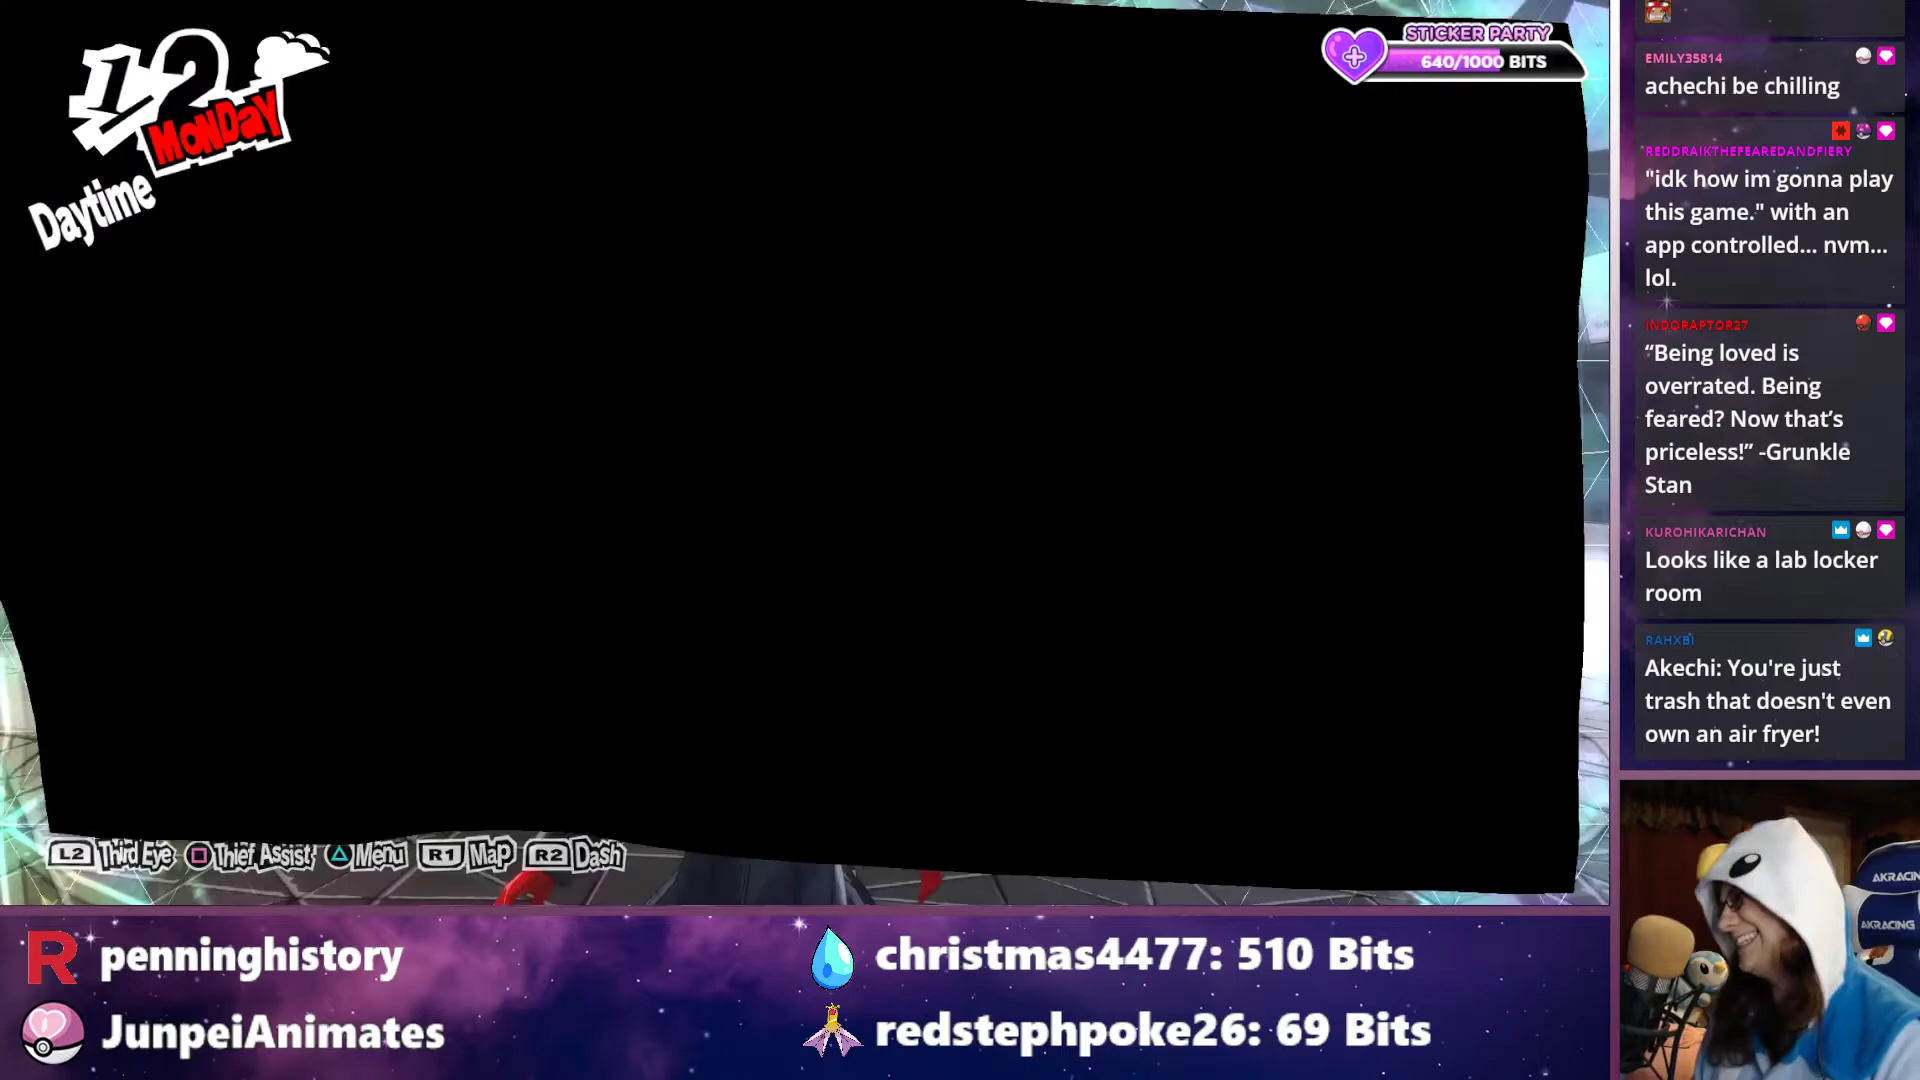 12
MONDAY
Daytime
STICKER PARTY
640/1000 BITS
L2 Third Eye Thief Assist Menu R1 Map R2 Dash
EMILY35814
achechi be chilling
REDDRAIKTHEFEAREDANDFIERY
"idk how im gonna play
this game." with an
app controlled... nvm...
lol.
INDORAPTOR27
“Being loved is
overrated. Being
feared? Now that’s
priceless!” -Grunkle
Stan
KUROHIKARICHAN
Looks like a lab locker
room
RAHXBI
Akechi: You're just
trash that doesn't even
own an air fryer!
AKRACING
AKRACING
R penninghistory
JunpeiAnimates
christmas4477: 510 Bits
redstephpoke26: 69 Bits